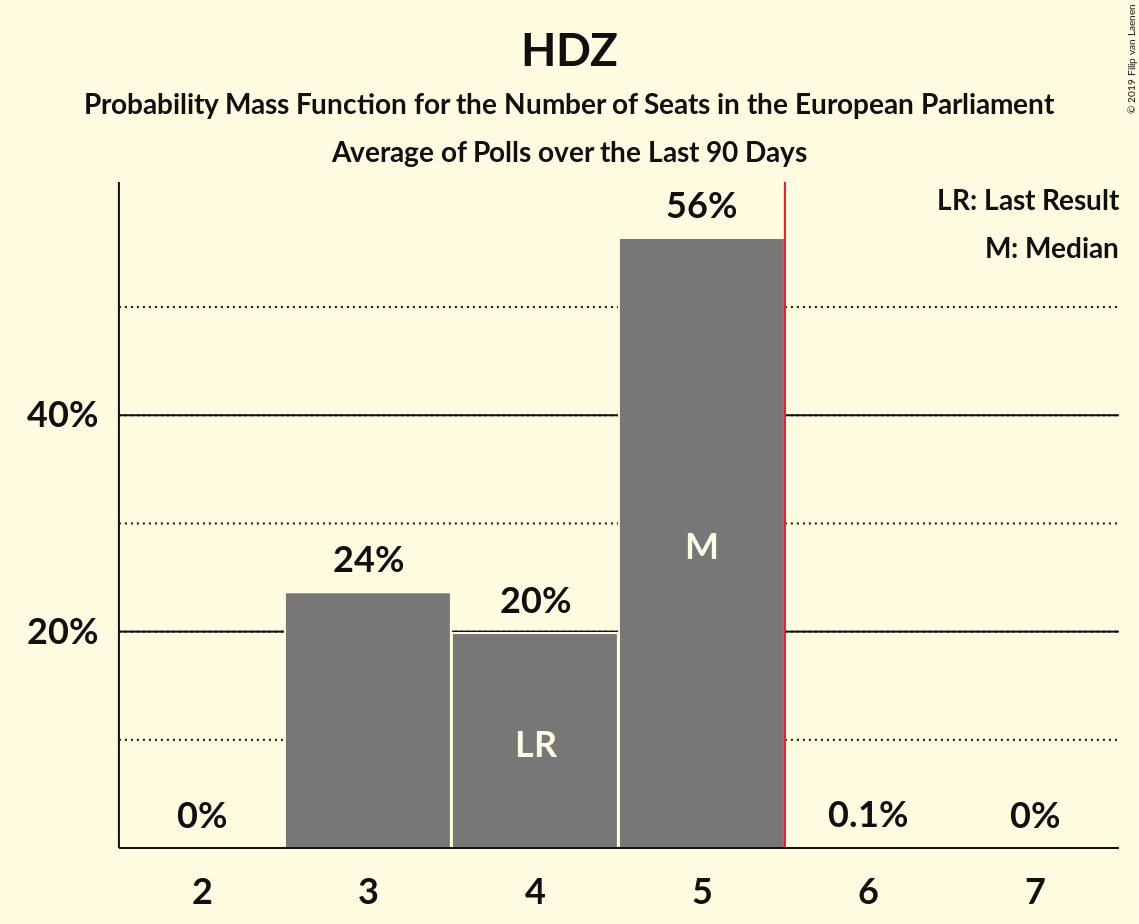 HDZ
Probability Mass Function for the Number of Seats in the European Parliament
Average of Polls over the Last 90 Days
© 2019 Filip van Laenen
LR: Last Result
M: Median
56%
40%
24%
20%
20%
M
LR
0%
0.1%
0%
2 3 4 5 6 7